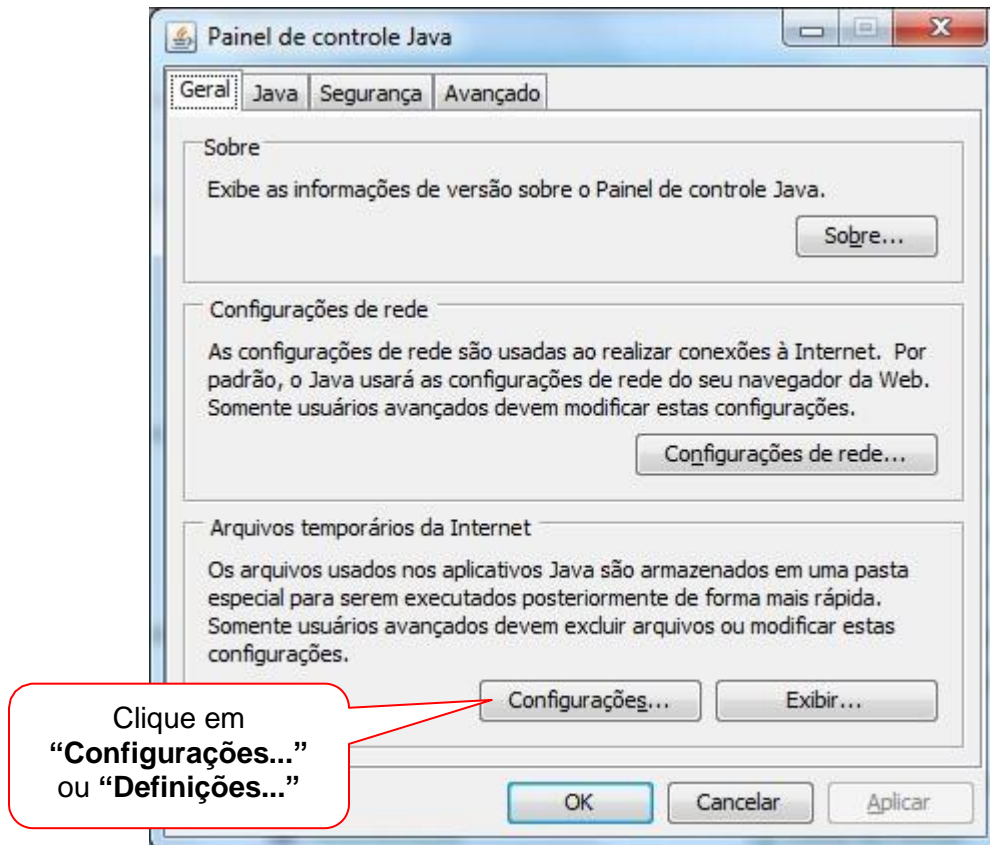 Painel de controle Java
Geral
Java
Segurança
Avançado
Sobre
Exibe as informações de versão sobre o Painel de controle Java.
Sobre...
Configurações de rede
As configurações de rede são usadas ao realizar conexões à Internet. Por
padrão, o Java usará as configurações de rede do seu navegador da Web.
Somente usuários avançados devem modificar estas configurações.
Configurações de rede...
Arquivos temporários da Internet
Os arquivos usados nos aplicativos Java são armazenados em uma pasta
especial para serem executados posteriormente de forma mais rápida.
Somente usuários avançados devem excluir arquivos ou modificar estas
configurações.
Configurações...
Exibir...
Clique em
“Configurações...”
ou “Definições...”
OK
Cancelar
Aplicar